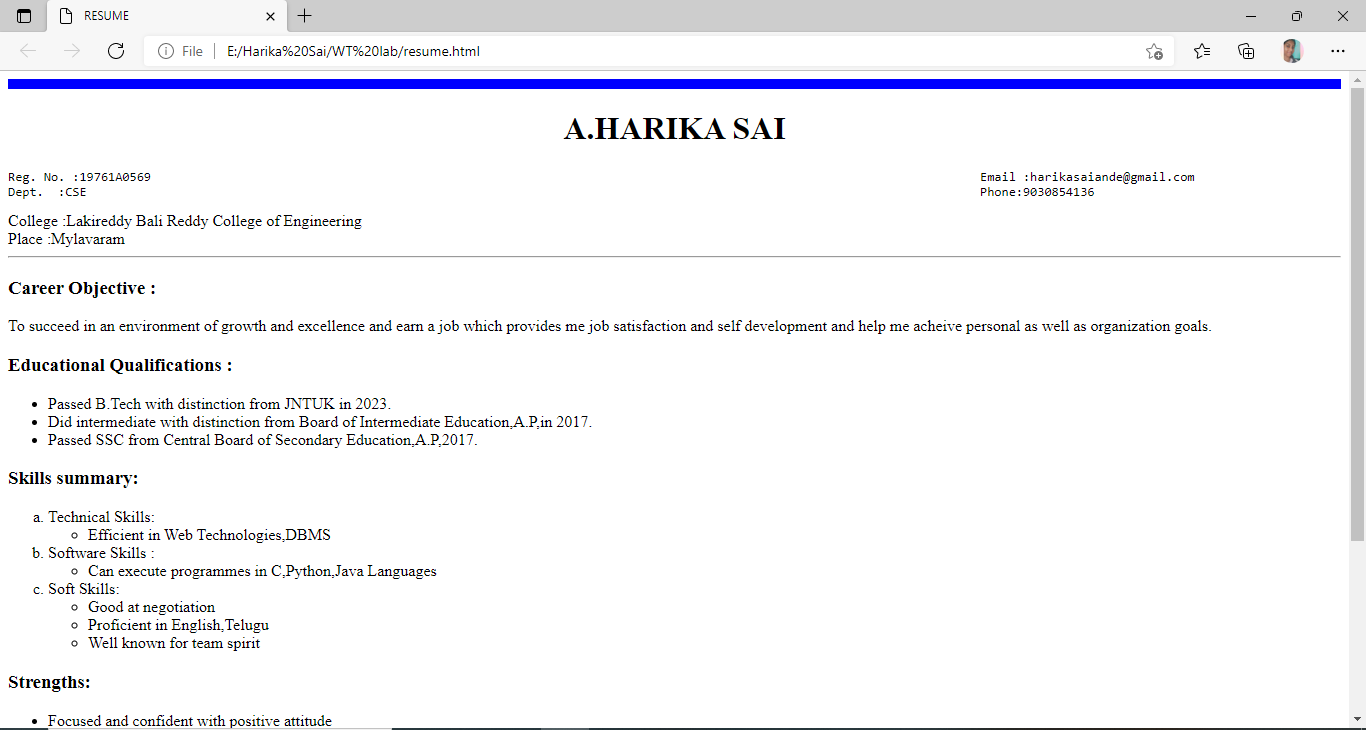 RESUME
File
E:/Harika%20Sai/WT%20lab/resume.html
A.HARIKA SAI
Reg. No. :19761A0569 Email :harikasaiande@gmail.com
Dept. :CSE Phone:9030854136
College :Lakireddy Bali Reddy College of Engineering
Place :Mylavaram
Career Objective :
To succeed in an environment of growth and excellence and earn a job which provides me job satisfaction and self development and help me acheive personal as well as organization goals.
Educational Qualifications :
• Passed B.Tech with distinction from JNTUK in 2023.
• Did intermediate with distinction from Board of Intermediate Education,A.P,in 2017.
• Passed SSC from Central Board of Secondary Education,A.P,2017.
Skills summary:
a. Technical Skills:
◦ Efficient in Web Technologies,DBMS
b. Software Skills :
◦ Can execute programmes in C,Python,Java Languages
c. Soft Skills:
◦ Good at negotiation
◦ Proficient in English,Telugu
◦ Well known for team spirit
Strengths:
• Focused and confident with positive attitude